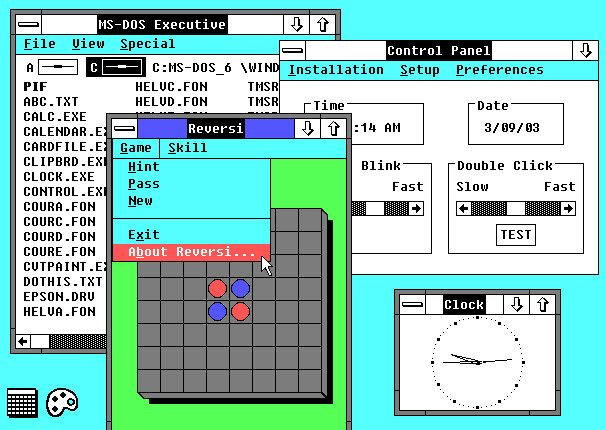 MS-DOS Executive
File View Special
A C C:MS-DOS_6 \WIND
PIF HELVC.FON TMSR
ABC.TXT HELVD.FON TMSR
CALC.EXE
CALENDAR.EX
CARDFILE.EX
CLIPBRD.EX
CLOCK.EXE
CONTROL.EX
COURA.FON
COURC.FON
COURD.FON
COURE.FON
CVTPAINT.EX
DOTHIS.TXT
EPSON.DRV
HELVA.FON
Control Panel
Installation Setup Preferences
Time
:14 AM
Date
3/09/03
Blink
Fast
Double Click
Slow Fast
TEST
Reversi
Game Skill
Hint
Pass
New
Exit
About Reversi...
Clock